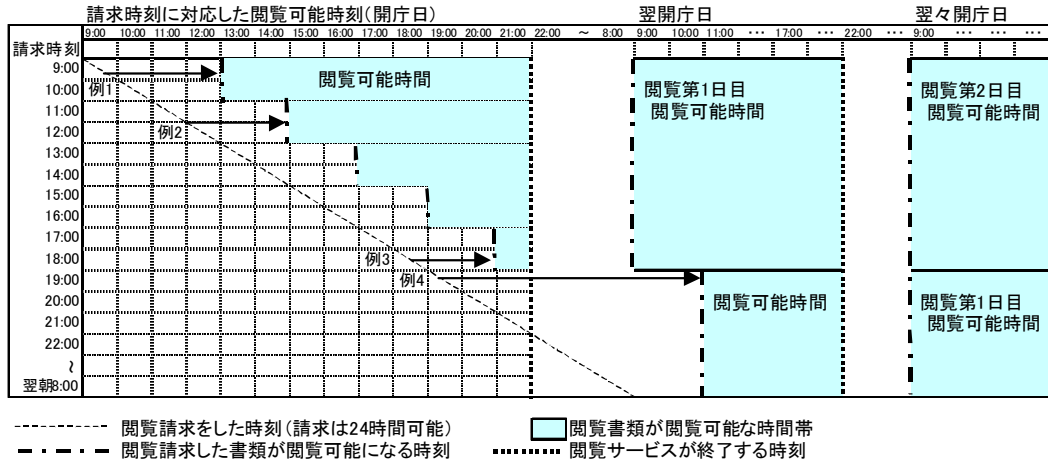 請求時刻に対応した閲覧可能時刻(開庁日) 翌開庁日 翌々開庁日
9:00 10:00 11:00 12:00 13:00 14:00 15:00 16:00 17:00 18:00 19:00 20:00 21:00 22:00 ~ 8:00 9:00 10:00 11:00 … 17:00 … 22:00 … 9:00 … … …
請求時刻
9:00
10:00
11:00
12:00
13:00
14:00
15:00
16:00
17:00
18:00
19:00
20:00
21:00
22:00
~
翌朝8:00
例1
例2
例3
例4
閲覧可能時間
閲覧第1日目
閲覧可能時間
閲覧可能時間
閲覧第2日目
閲覧可能時間
閲覧第1日目
閲覧可能時間
閲覧請求をした時刻(請求は24時間可能) 閲覧書類が閲覧可能な時間帯
閲覧請求した書類が閲覧可能になる時刻 閲覧サービスが終了する時刻